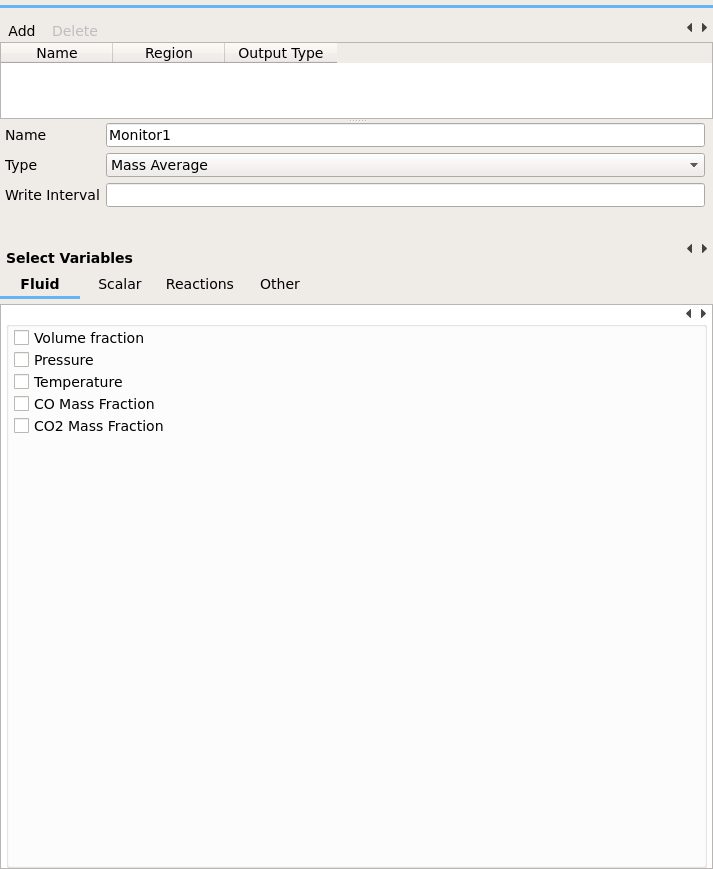 Add Delete
Name Region Output Type
Name Monitor1
Type Mass Average
Write Interval
Select Variables
Fluid Scalar Reactions Other
Volume fraction
Pressure
Temperature
CO Mass Fraction
CO2 Mass Fraction